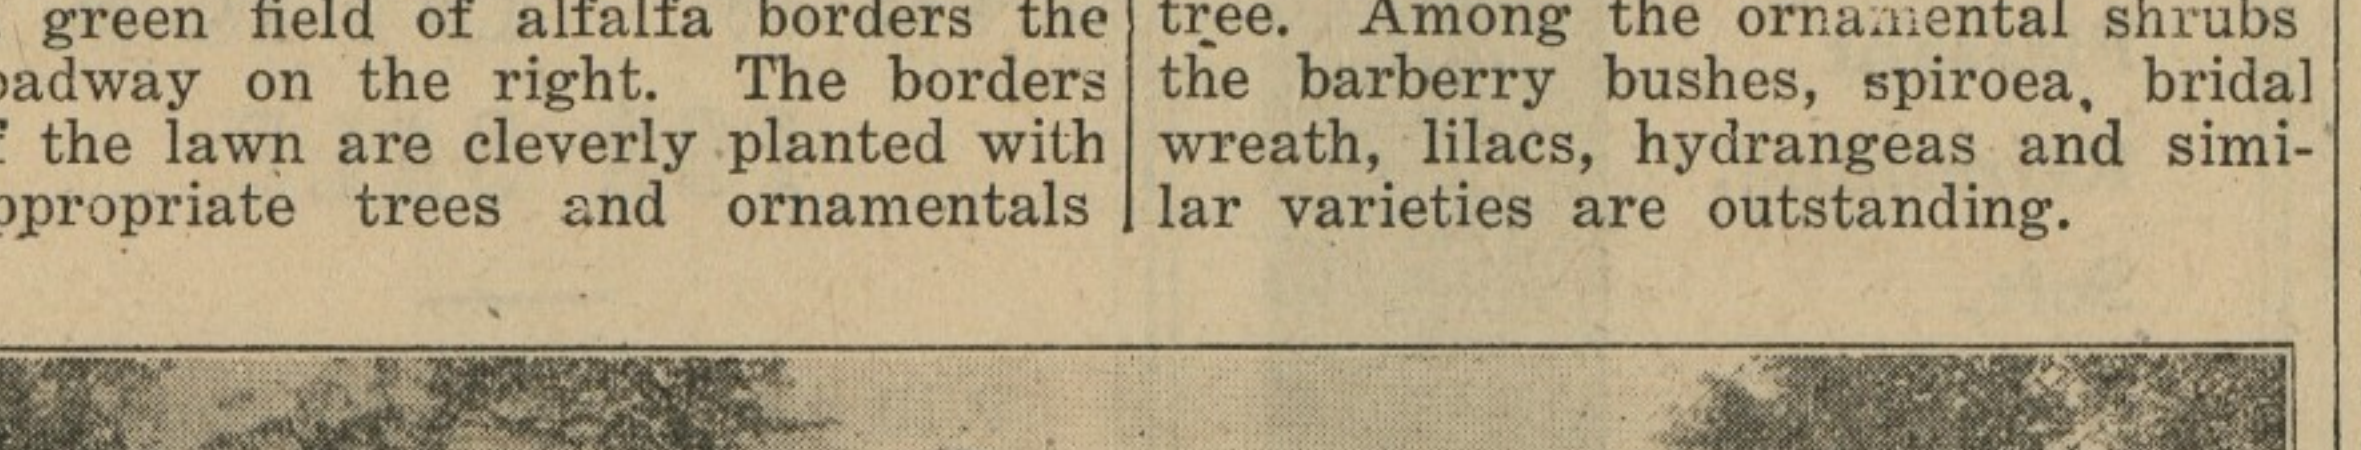 green field of alfalfa borders the
on the right. The borders
the lawn are cleverly planted with
trees and ornamentals
tree. Among the ornamental shrubs
the barberry bushes, spiroea, bridal
wreath, lilacs, hydrangeas and simi-
lar varieties are outstanding.